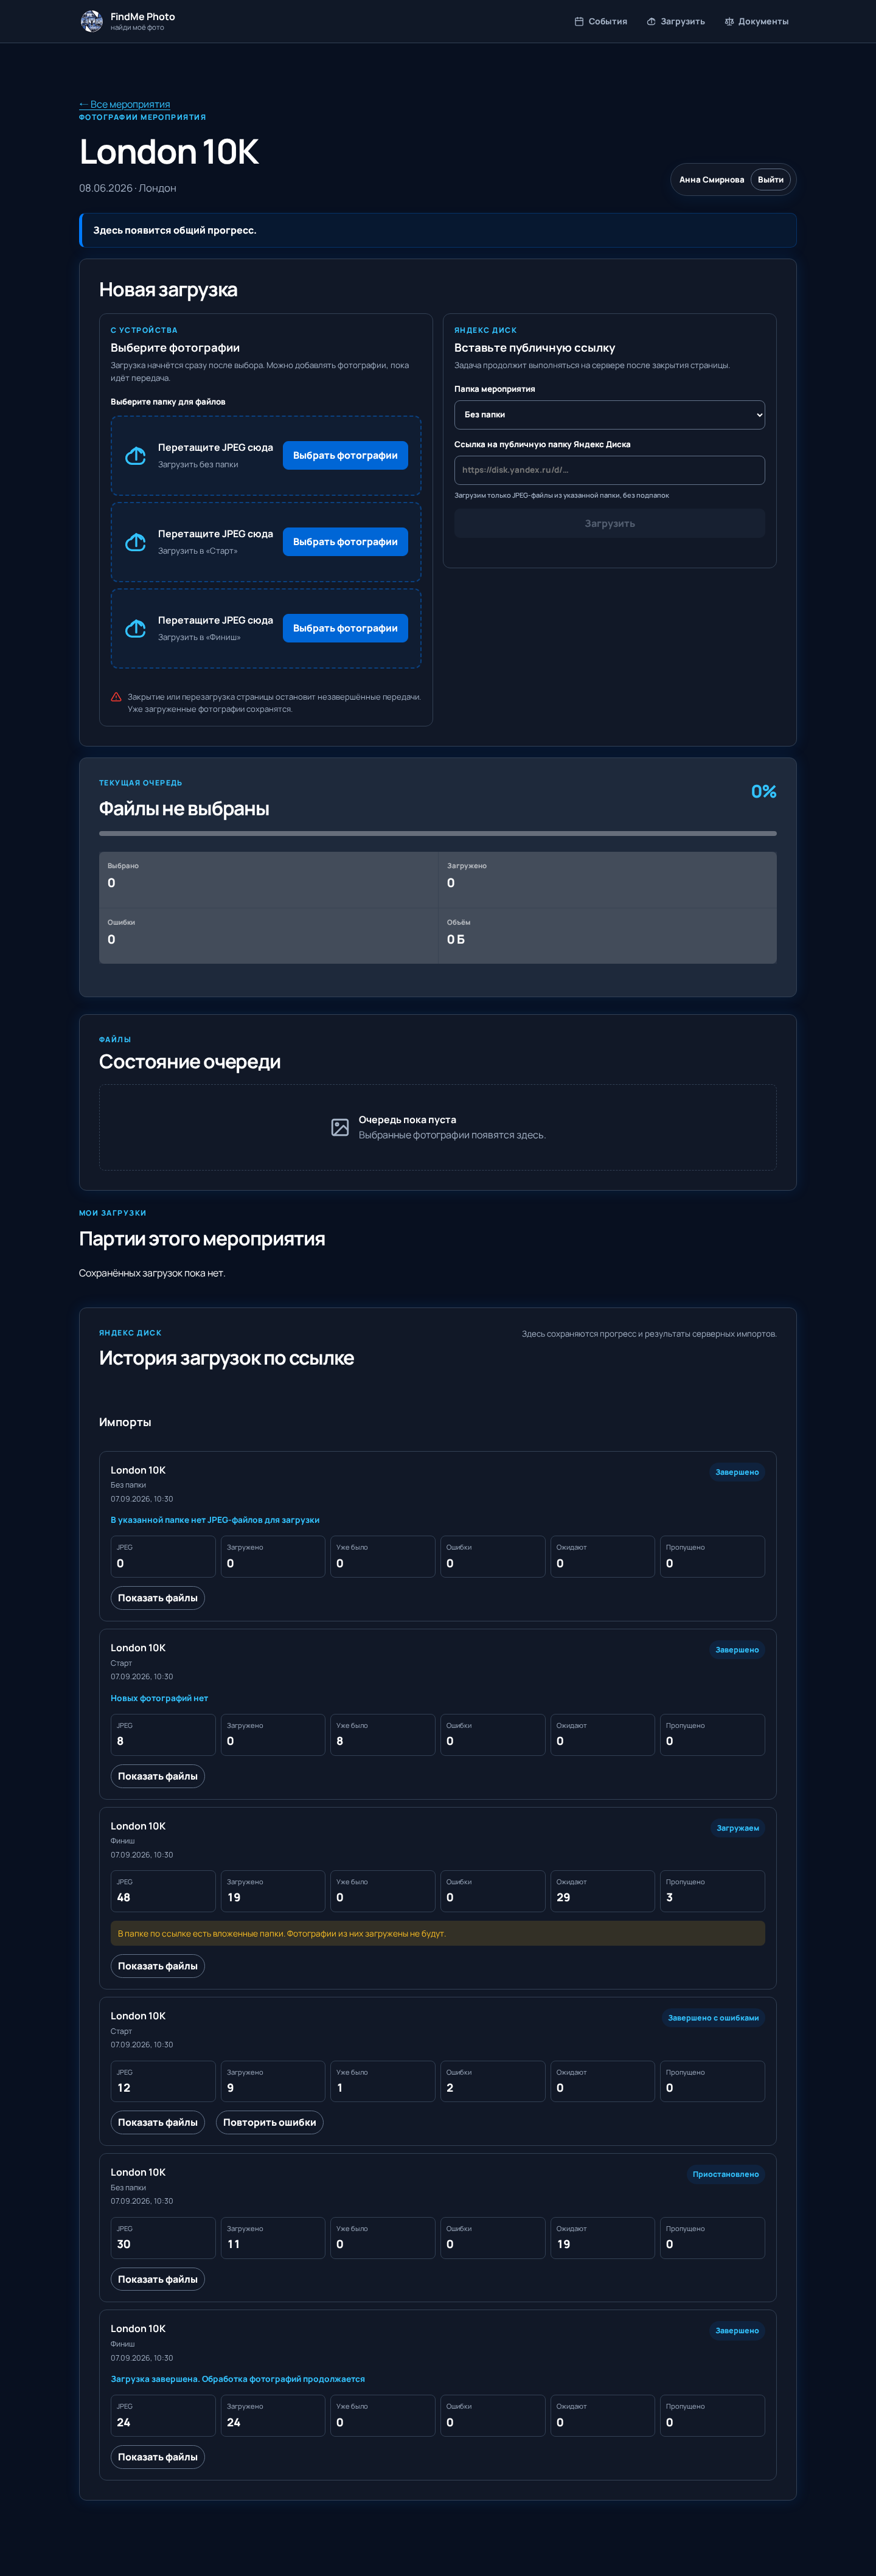 FindMe Photo
найди моё фото
События
Загрузить
Документы
← Все мероприятия
ФОТОГРАФИИ МЕРОПРИЯТИЯ
London 10K
08.06.2026 · Лондон
Анна Смирнова
Выйти
Здесь появится общий прогресс.
Новая загрузка
С УСТРОЙСТВА
Выберите фотографии
Загрузка начнётся сразу после выбора. Можно добавлять фотографии, пока
идёт передача.
Выберите папку для файлов
Перетащите JPEG сюда
Загрузить без папки
Выбрать фотографии
Перетащите JPEG сюда
Загрузить в «Старт»
Выбрать фотографии
Перетащите JPEG сюда
Загрузить в «Финиш»
Выбрать фотографии
Закрытие или перезагрузка страницы остановит незавершённые передачи.
Уже загруженные фотографии сохранятся.
ЯНДЕКС ДИСК
Вставьте публичную ссылку
Задача продолжит выполняться на сервере после закрытия страницы.
Папка мероприятия
Без папки
Ссылка на публичную папку Яндекс Диска
https://disk.yandex.ru/d/…
Загрузим только JPEG-файлы из указанной папки, без подпапок
Загрузить
ТЕКУЩАЯ ОЧЕРЕДЬ
Файлы не выбраны
0%
Выбрано
0
Загружено
0
Ошибки
0
Объём
0 Б
ФАЙЛЫ
Состояние очереди
Очередь пока пуста
Выбранные фотографии появятся здесь.
МОИ ЗАГРУЗКИ
Партии этого мероприятия
Сохранённых загрузок пока нет.
ЯНДЕКС ДИСК
История загрузок по ссылке
Здесь сохраняются прогресс и результаты серверных импортов.
Импорты
London 10K
Без папки
07.09.2026, 10:30
Завершено
В указанной папке нет JPEG-файлов для загрузки
JPEG
0
Загружено
0
Уже было
0
Ошибки
0
Ожидают
0
Пропущено
0
Показать файлы
London 10K
Старт
07.09.2026, 10:30
Завершено
Новых фотографий нет
JPEG
8
Загружено
0
Уже было
8
Ошибки
0
Ожидают
0
Пропущено
0
Показать файлы
London 10K
Финиш
07.09.2026, 10:30
Загружаем
JPEG
48
Загружено
19
Уже было
0
Ошибки
0
Ожидают
29
Пропущено
3
В папке по ссылке есть вложенные папки. Фотографии из них загружены не будут.
Показать файлы
London 10K
Старт
07.09.2026, 10:30
Завершено с ошибками
JPEG
12
Загружено
9
Уже было
1
Ошибки
2
Ожидают
0
Пропущено
0
Показать файлы
Повторить ошибки
London 10K
Без папки
07.09.2026, 10:30
Приостановлено
JPEG
30
Загружено
11
Уже было
0
Ошибки
0
Ожидают
19
Пропущено
0
Показать файлы
London 10K
Финиш
07.09.2026, 10:30
Завершено
Загрузка завершена. Обработка фотографий продолжается
JPEG
24
Загружено
24
Уже было
0
Ошибки
0
Ожидают
0
Пропущено
0
Показать файлы